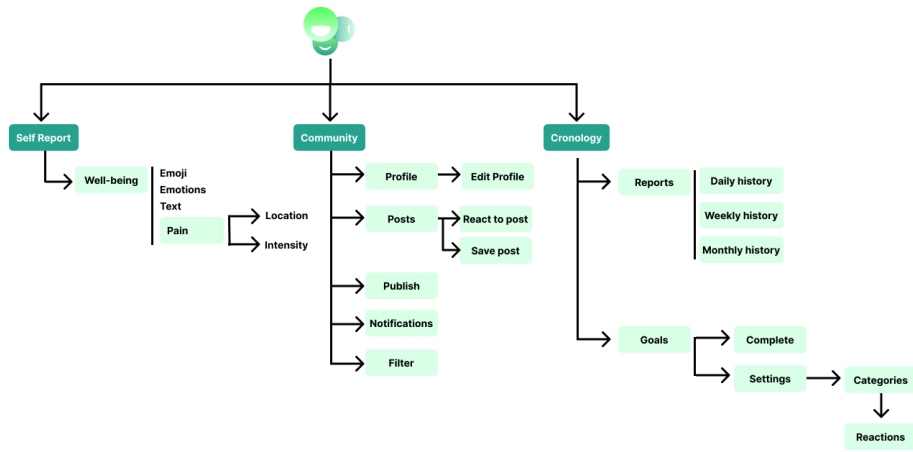 Self Report
Community
Cronology
Well-being
Emoji
Emotions
Text
Pain
Location
Intensity
Profile
Edit Profile
Posts
React to post
Save post
Publish
Notifications
Filter
Reports
Daily history
Weekly history
Monthly history
Goals
Complete
Settings
Categories
Reactions